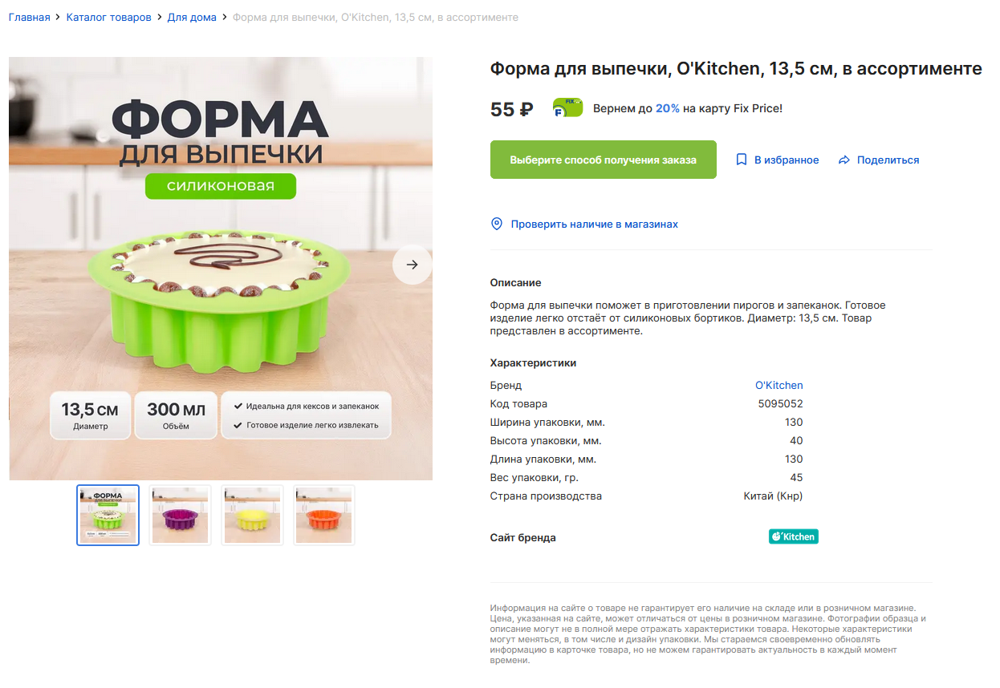 Главная > Каталог товаров > Для дома > Форма для выпечки, O'Kitchen, 13,5 см, в ассортименте
ФОРМА
ДЛЯ ВЫПЕЧКИ
СИЛИКОНОВАЯ
13,5 СМ
Диаметр
300 МЛ
Объём
Идеальна для кексов и запеканок
Готовое изделие легко извлекать
ФОРМА
ДЛЯ ВЫПЕЧКИ
Форма для выпечки, O'Kitchen, 13,5 см, в ассортименте
55 ₽
FIX
F
Вернем до 20% на карту Fix Price!
Выберите способ получения заказа
В избранное
Поделиться
Проверить наличие в магазинах
Описание
Форма для выпечки поможет в приготовлении пирогов и запеканок. Готовое
изделие легко отстаёт от силиконовых бортиков. Диаметр: 13,5 см. Товар
представлен в ассортименте.
Характеристики
Бренд O'Kitchen
Код товара 5095052
Ширина упаковки, мм. 130
Высота упаковки, мм. 40
Длина упаковки, мм. 130
Вес упаковки, гр. 45
Страна производства Китай (Кнр)
Сайт бренда
Kitchen
Информация на сайте о товаре не гарантирует его наличие на складе или в розничном магазине.
Цена, указанная на сайте, может отличаться от цены в розничном магазине. Фотографии образца и
описание могут не в полной мере отражать характеристики товара. Некоторые характеристики
могут меняться, в том числе и дизайн упаковки. Мы стараемся своевременно обновлять
информацию в карточке товара, но не можем гарантировать актуальность в каждый момент
времени.